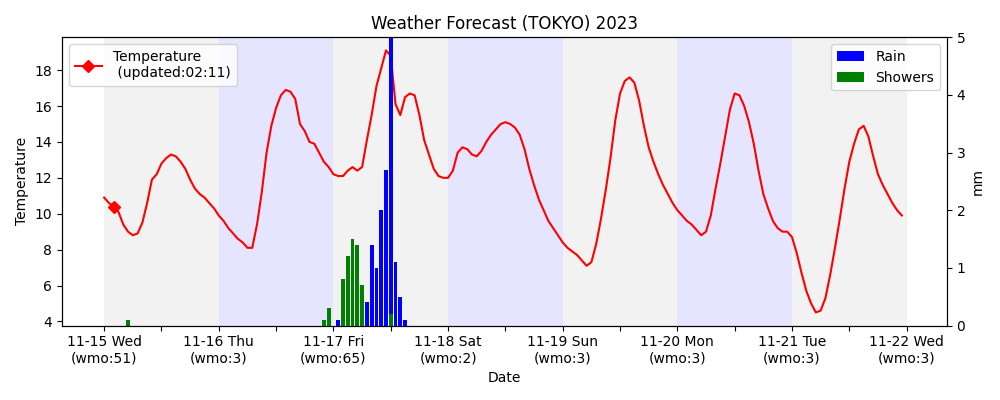 Weather Forecast (TOKYO) 2023
Temperature
(updated:02:11)
Rain
Showers
18
16
14
12
10
8
6
4
Temperature
5
4
3
2
1
0
mm
11-15 Wed
(wmo:51)
11-16 Thu
(wmo:3)
11-17 Fri
(wmo:65)
11-18 Sat
(wmo:2)
11-19 Sun
(wmo:3)
11-20 Mon
(wmo:3)
11-21 Tue
(wmo:3)
11-22 Wed
(wmo:3)
Date